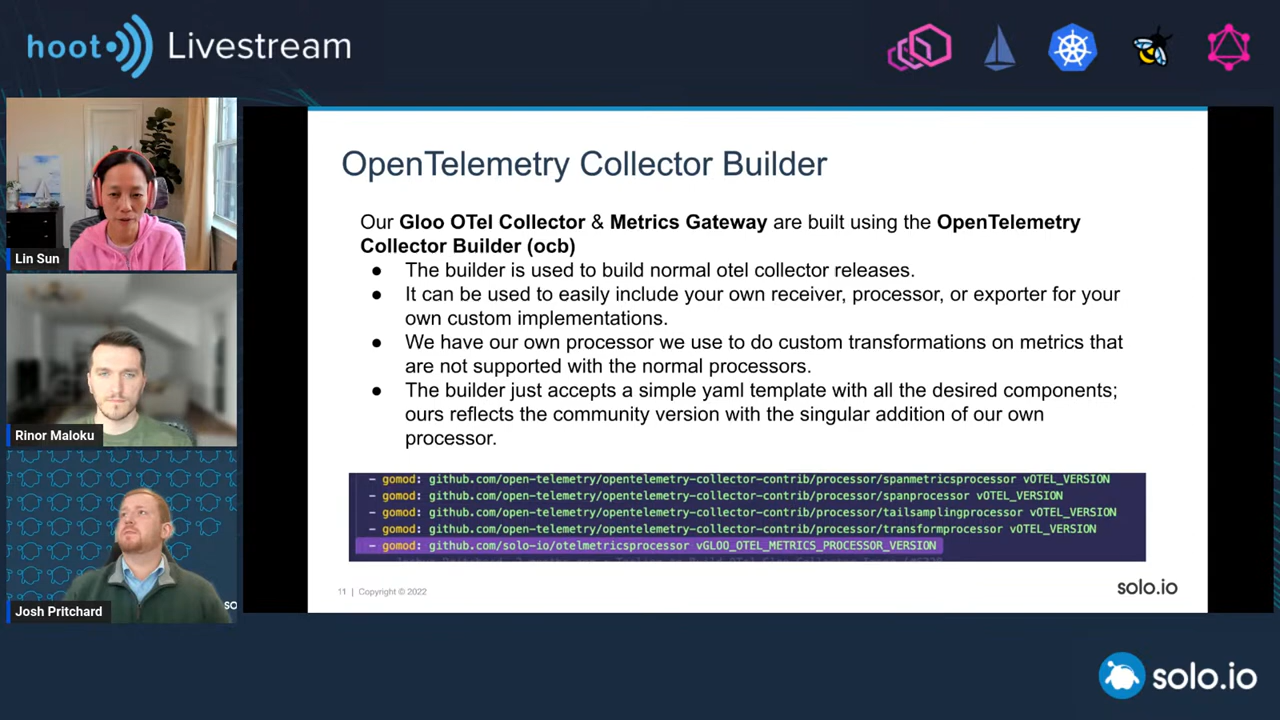 hoot Livestream
Lin Sun
Rinor Maloku
Josh Pritchard
so
OpenTelemetry Collector Builder
Our Gloo OTel Collector & Metrics Gateway are built using the OpenTelemetry
Collector Builder (ocb)
● The builder is used to build normal otel collector releases.
● It can be used to easily include your own receiver, processor, or exporter for your
own custom implementations.
● We have our own processor we use to do custom transformations on metrics that
are not supported with the normal processors.
● The builder just accepts a simple yaml template with all the desired components;
ours reflects the community version with the singular addition of our own
processor.
- gomod: github.com/open-telemetry/opentelemetry-collector-contrib/processor/spanmetricsprocessor vOTEL_VERSION
- gomod: github.com/open-telemetry/opentelemetry-collector-contrib/processor/spanprocessor vOTEL_VERSION
- gomod: github.com/open-telemetry/opentelemetry-collector-contrib/processor/tailsamplingprocessor vOTEL_VERSION
- gomod: github.com/open-telemetry/opentelemetry-collector-contrib/processor/transformprocessor vOTEL_VERSION
- gomod: github.com/solo-io/otelmetricsprocessor vGLOO_OTEL_METRICS_PROCESSOR_VERSION
11 | Copyright © 2022
solo.io
solo.io